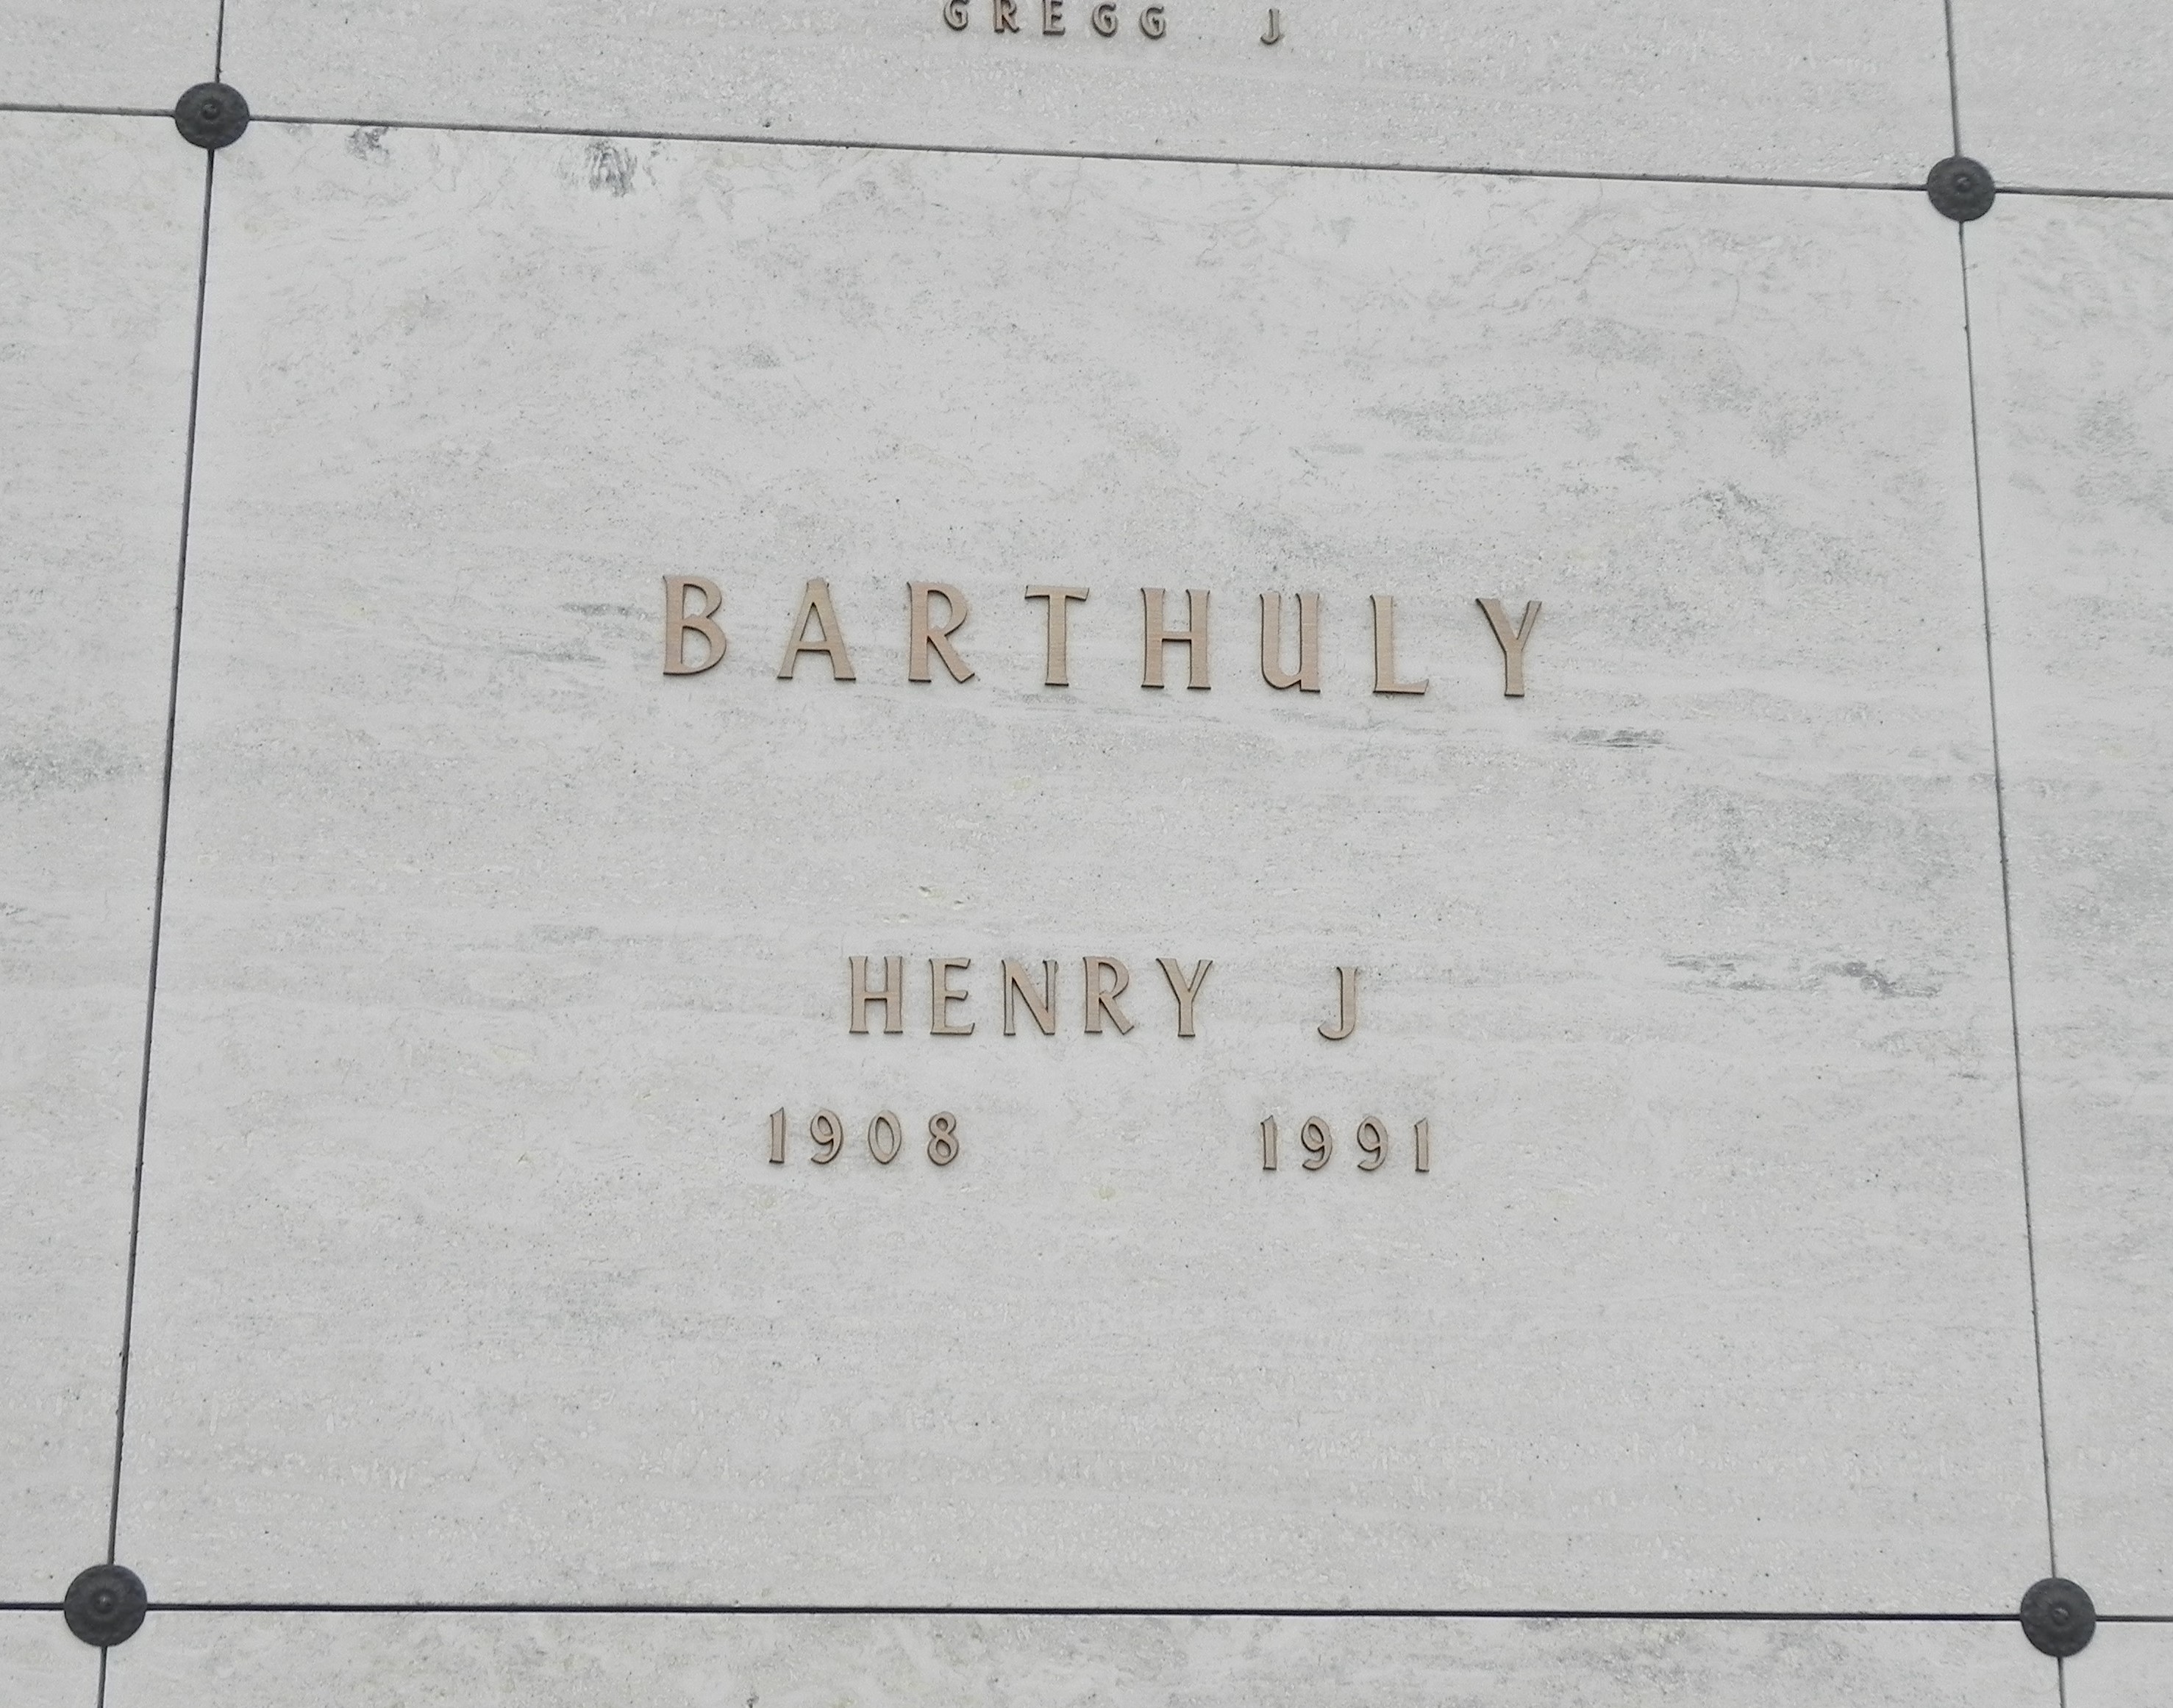 GREGG J
BARTHULY
HENRY J
1908 1991